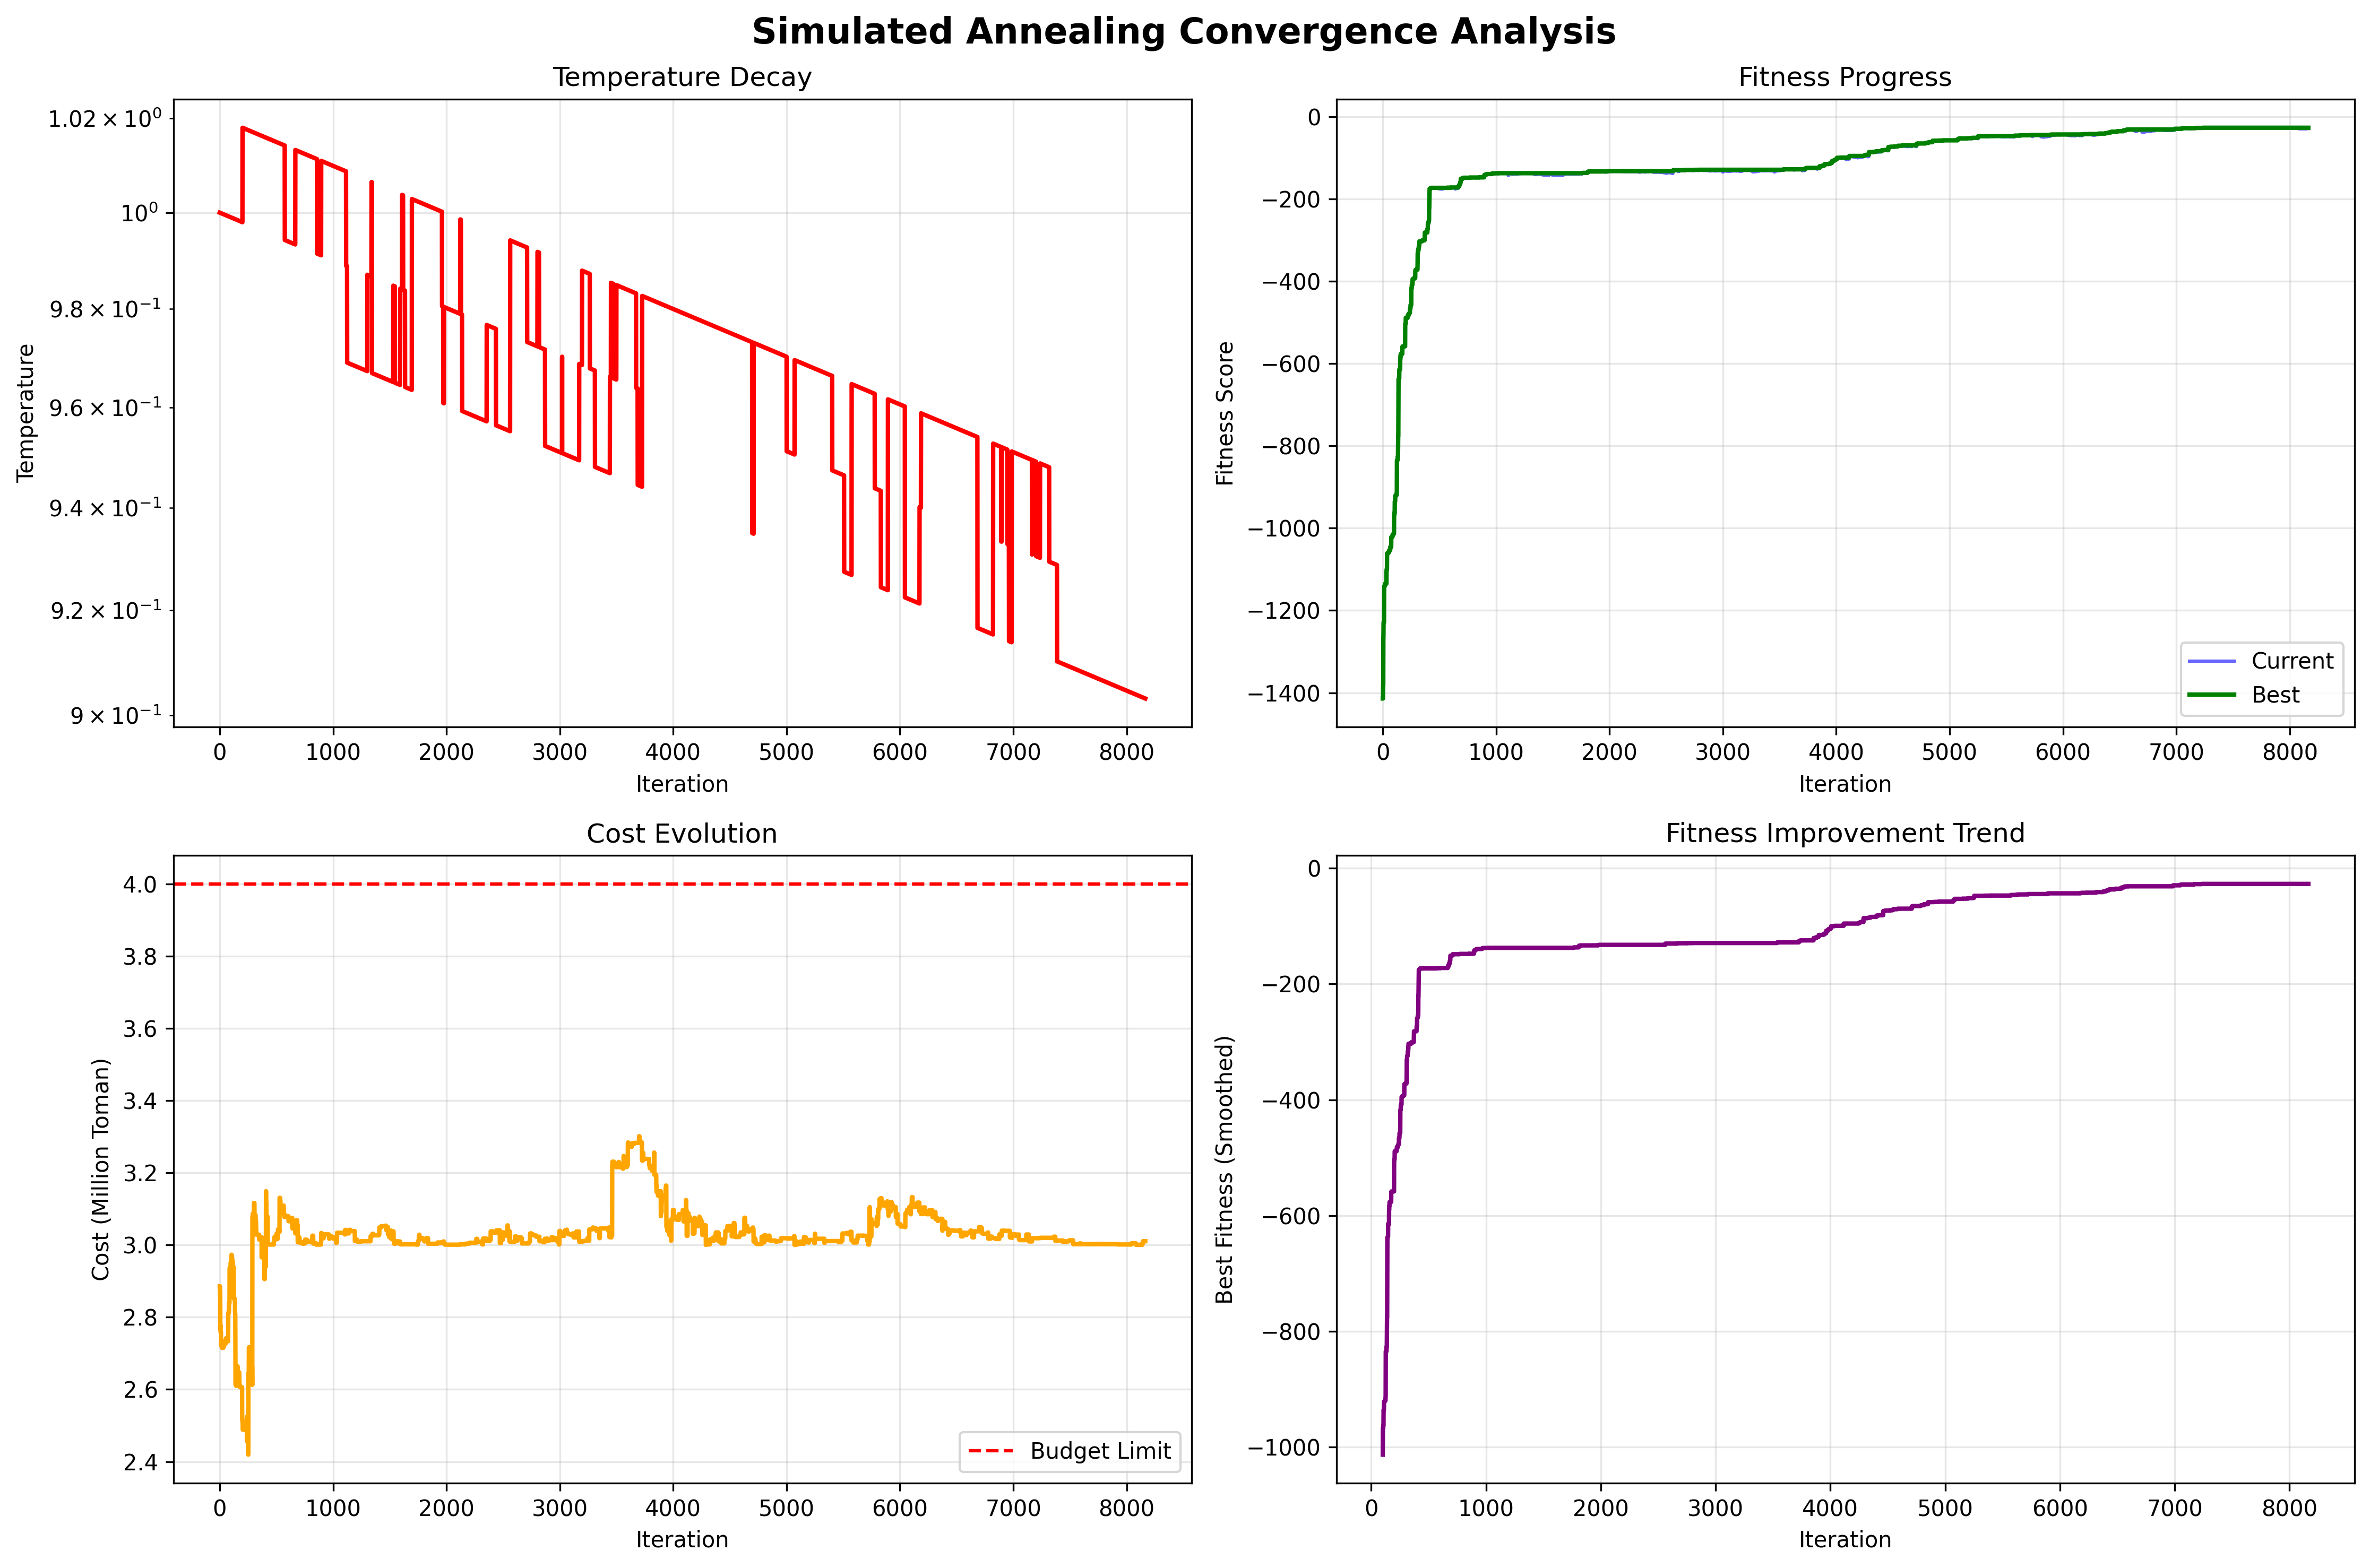 Simulated Annealing Convergence Analysis
Temperature Decay
1.02 × 10⁰
10⁰
9.8 × 10⁻¹
9.6 × 10⁻¹
9.4 × 10⁻¹
9.2 × 10⁻¹
9 × 10⁻¹
Temperature
0 1000 2000 3000 4000 5000 6000 7000 8000
Iteration
Fitness Progress
0
−200
−400
−600
−800
−1000
−1200
−1400
Fitness Score
Current
Best
0 1000 2000 3000 4000 5000 6000 7000 8000
Iteration
Cost Evolution
4.0
3.8
3.6
3.4
3.2
3.0
2.8
2.6
2.4
Cost (Million Toman)
Budget Limit
0 1000 2000 3000 4000 5000 6000 7000 8000
Iteration
Fitness Improvement Trend
0
−200
−400
−600
−800
−1000
Best Fitness (Smoothed)
0 1000 2000 3000 4000 5000 6000 7000 8000
Iteration